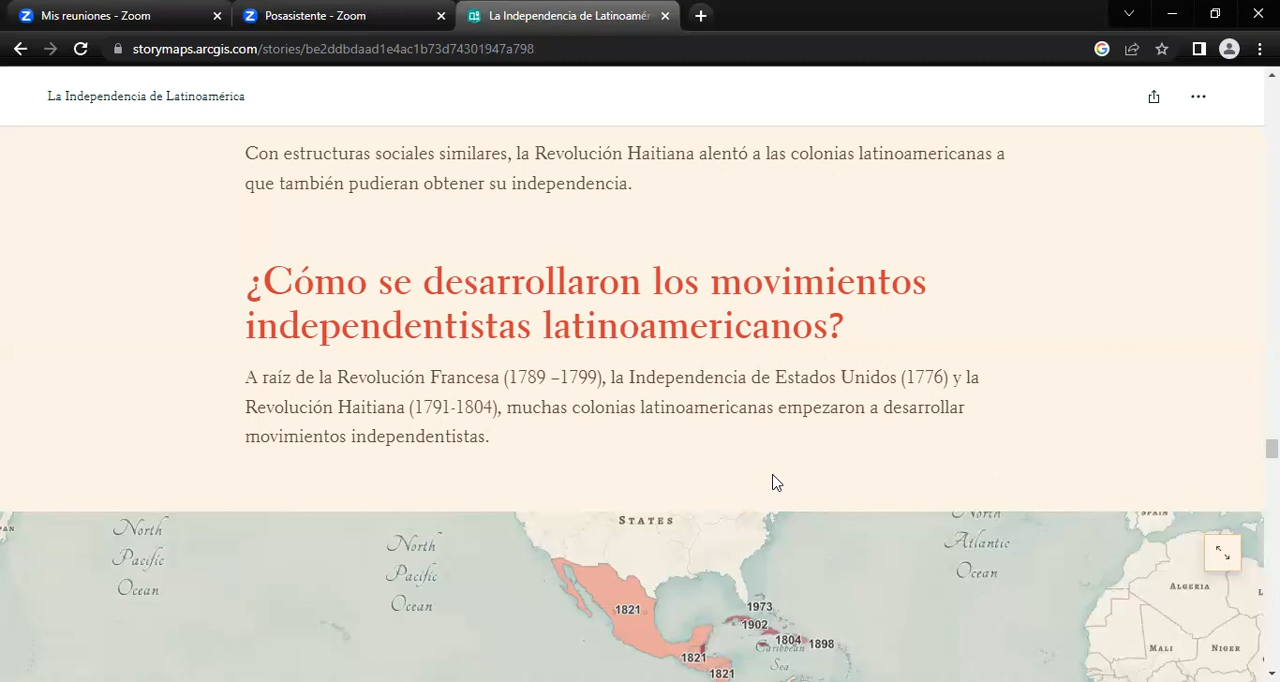 Mis reuniones - Zoom
Posasistente - Zoom
La Independencia de Latinoamér
storymaps.arcgis.com/stories/be2ddbdaad1e4ac1b73d74301947a798
La Independencia de Latinoamérica
Con estructuras sociales similares, la Revolución Haitiana alentó a las colonias latinoamericanas a
que también pudieran obtener su independencia.
¿Cómo se desarrollaron los movimientos
independentistas latinoamericanos?
A raíz de la Revolución Francesa (1789 –1799), la Independencia de Estados Unidos (1776) y la
Revolución Haitiana (1791-1804), muchas colonias latinoamericanas empezaron a desarrollar
movimientos independentistas.
North
Pacific
Ocean
North
Pacific
Ocean
STATES
North
Atlantic
Ocean
SPAIN
ALGERIA
MALI
NIGER
1821
1973
1902
1804
1898
Caribbean
Sea
1821
1821